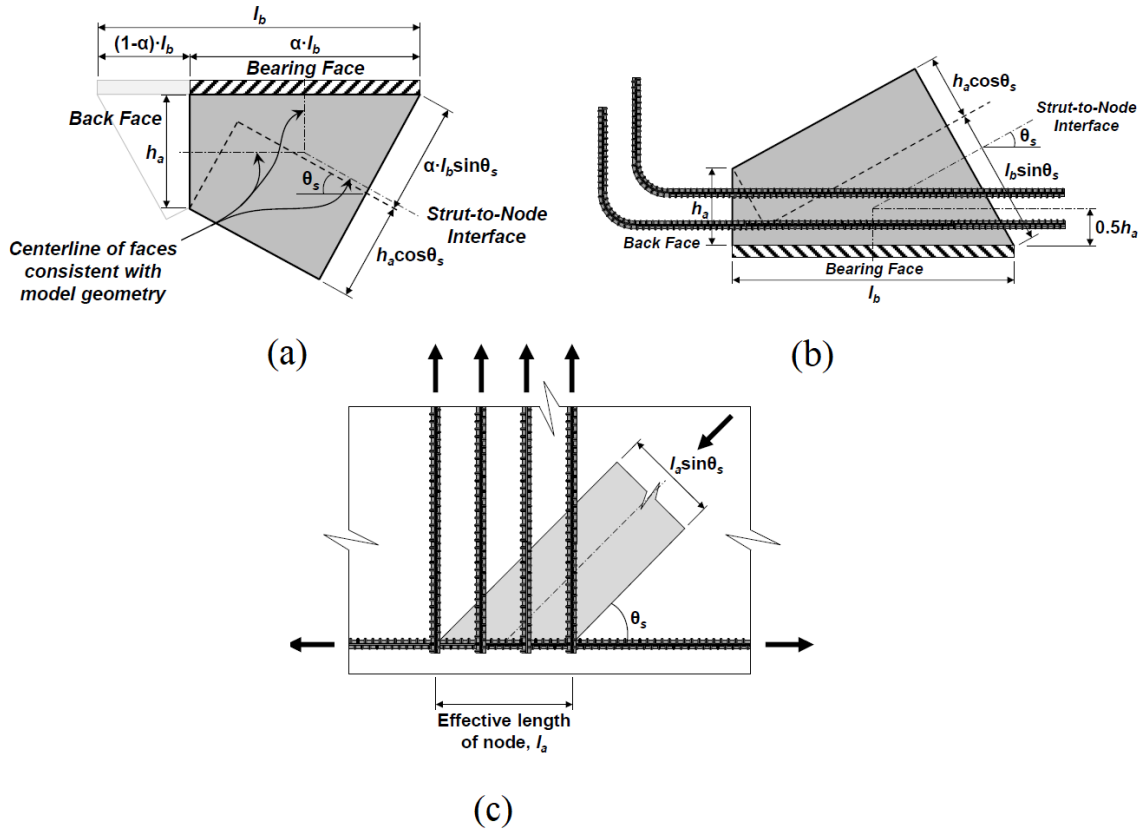 l_b
(1-α)·l_b
α·l_b
Bearing Face
Back Face
h_a
θ_s
α·l_b sinθ_s
Strut-to-Node
Interface
h_a cosθ_s
Centerline of faces
consistent with
model geometry
(a)
h_a cosθ_s
Strut-to-Node
Interface
θ_s
l_b sinθ_s
h_a
0.5h_a
Back Face
Bearing Face
l_b
(b)
l_a sinθ_s
θ_s
Effective length
of node, l_a
(c)